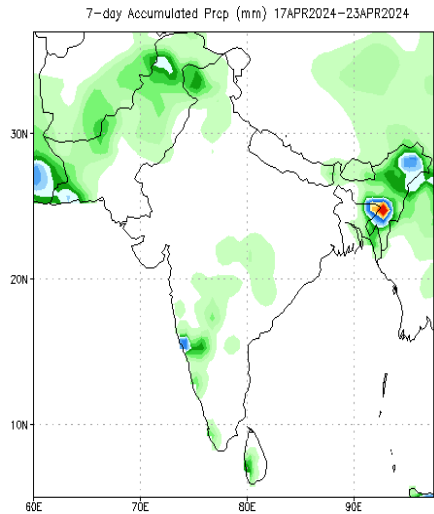 7-day Accumulated Prcp (mm) 17APR2024-23APR2024
30N
20N
10N
60E 70E 80E 90E